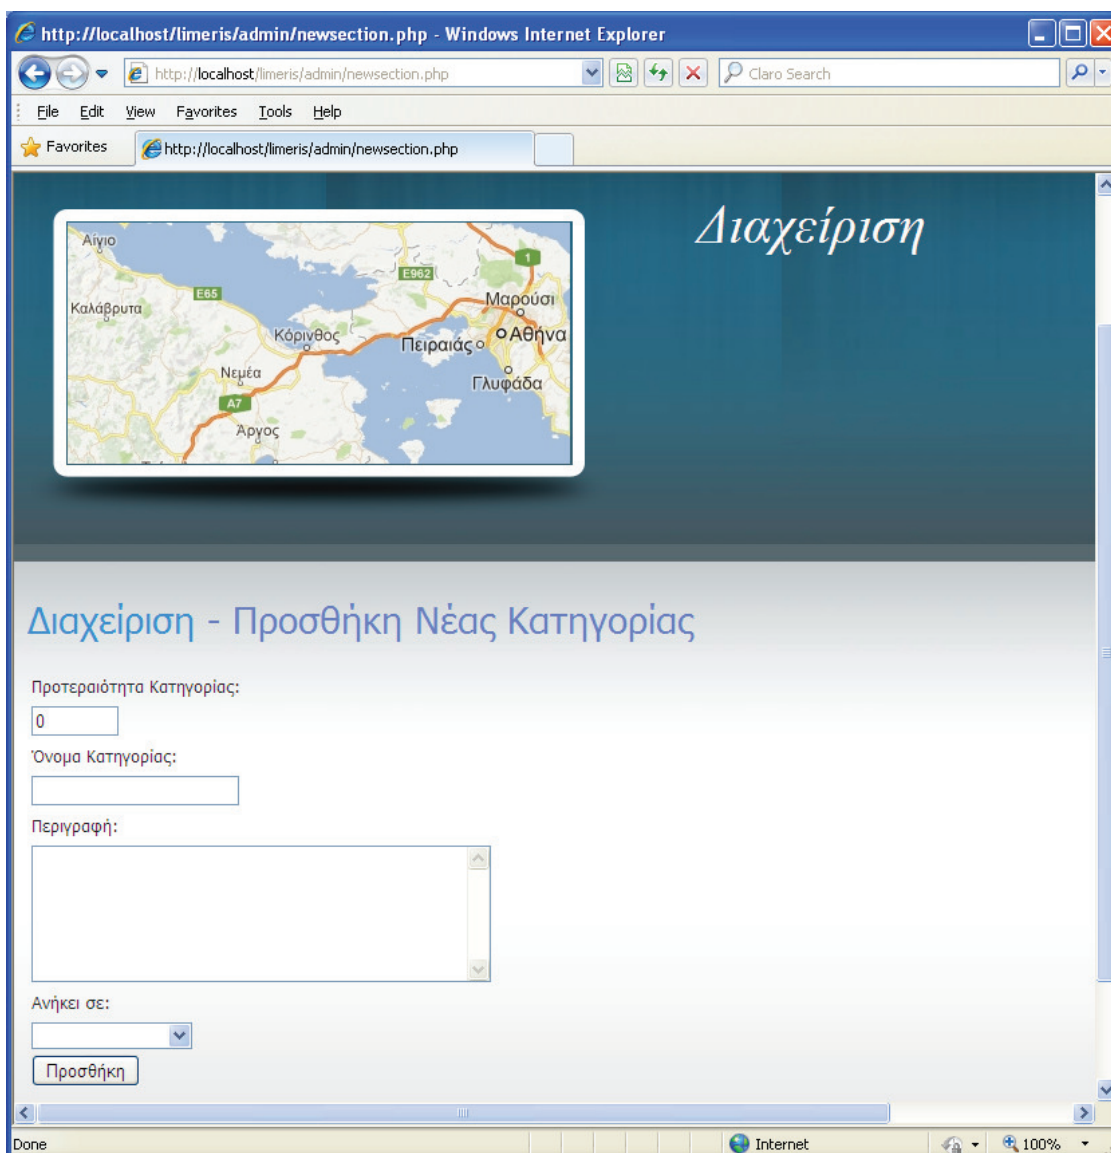 http://localhost/limeris/admin/newsection.php - Windows Internet Explorer
http://localhost/limeris/admin/newsection.php
Claro Search
File Edit View Favorites Tools Help
Favorites
http://localhost/limeris/admin/newsection.php
Διαχείριση
Αίγιο
1
E962
E65
Μαρούσι
Καλάβρυτα
Κόρινθος
Πειραιάς
Αθήνα
Νεμέα
Γλυφάδα
A7
Άργος
Διαχείριση - Προσθήκη Νέας Κατηγορίας
Προτεραιότητα Κατηγορίας:
0
Όνομα Κατηγορίας:
Περιγραφή:
Ανήκει σε:
Προσθήκη
Done
Internet
100%